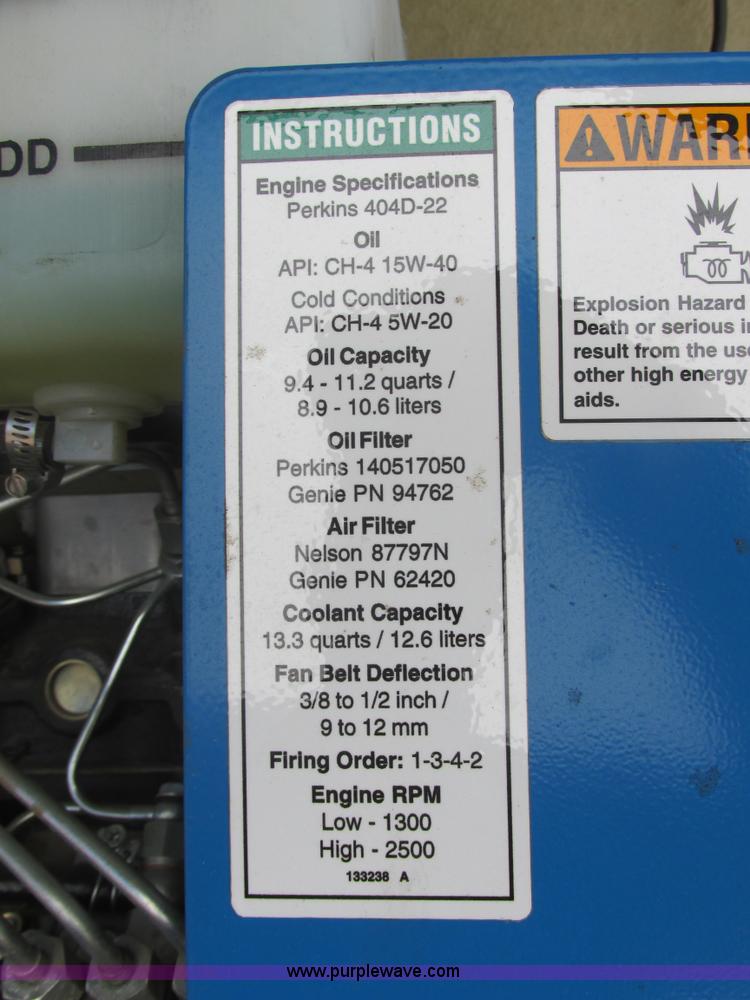 DD
INSTRUCTIONS
Engine Specifications
Perkins 404D-22
Oil
API: CH-4 15W-40
Cold Conditions
API: CH-4 5W-20
Oil Capacity
9.4 - 11.2 quarts /
8.9 - 10.6 liters
Oil Filter
Perkins 140517050
Genie PN 94762
Air Filter
Nelson 87797N
Genie PN 62420
Coolant Capacity
13.3 quarts / 12.6 liters
Fan Belt Deflection
3/8 to 1/2 inch /
9 to 12 mm
Firing Order: 1-3-4-2
Engine RPM
Low - 1300
High - 2500
133238 A
WAR
Explosion Hazard
Death or serious
result from the
other high energy
aids.
www.purplewave.com